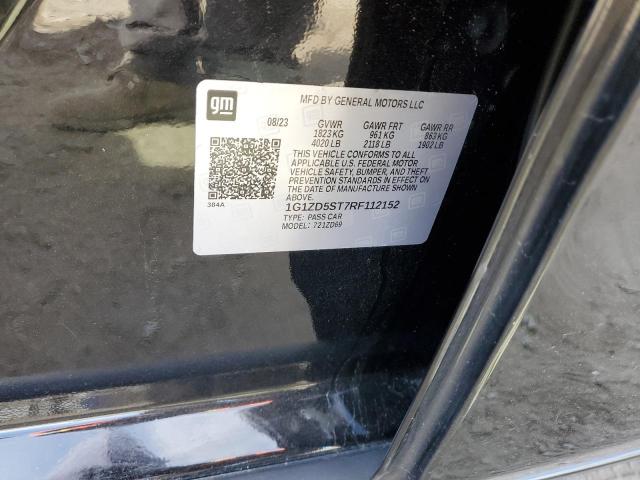 gm
MFD BY GENERAL MOTORS LLC
08/23 GVWR GAWR FRT GAWR RR
1823 KG 961 KG 863 KG
4020 LB 2118 LB 1902 LB
THIS VEHICLE CONFORMS TO ALL
APPLICABLE U.S. FEDERAL MOTOR
VEHICLE SAFETY, BUMPER, AND THEFT
PREVENTION STANDARDS IN EFFECT
ON THE DATE OF MANUFACTURE SHOWN
ABOVE.
384A
1G1ZD5ST7RF112152
TYPE: PASS CAR
MODEL: 721ZD69